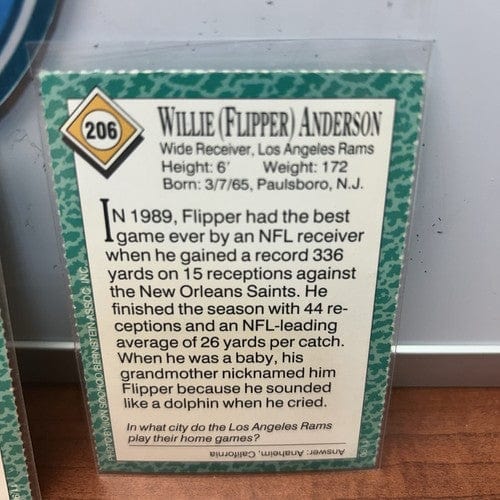 206
WILLIE (FLIPPER) ANDERSON
Wide Receiver, Los Angeles Rams
Height: 6' Weight: 172
Born: 3/7/65, Paulsboro, N.J.
IN 1989, Flipper had the best
game ever by an NFL receiver
when he gained a record 336
yards on 15 receptions against
the New Orleans Saints. He
finished the season with 44 re-
ceptions and an NFL-leading
average of 26 yards per catch.
When he was a baby, his
grandmother nicknamed him
Flipper because he sounded
like a dolphin when he cried.
In what city do the Los Angeles Rams
play their home games?
Answer: Anaheim, California
BERNSTEIN ASSOC. INC.